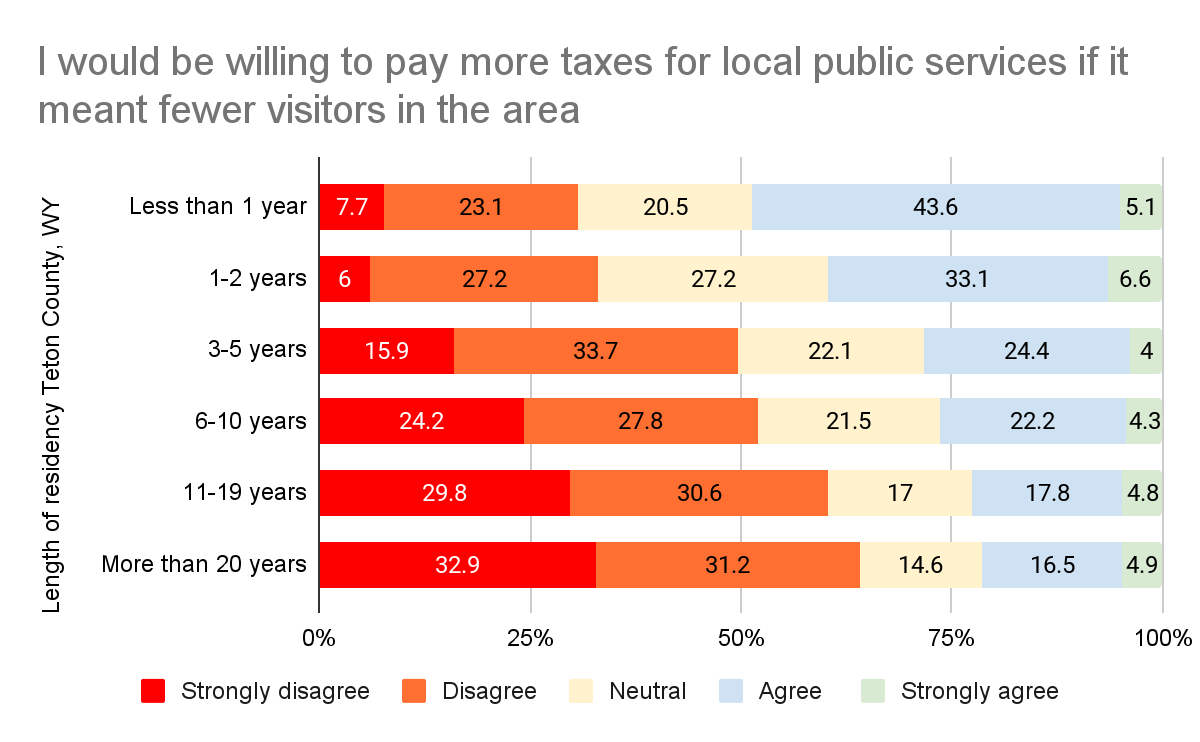 I would be willing to pay more taxes for local public services if it
meant fewer visitors in the area
Length of residency Teton County, WY
Less than 1 year 7.7 23.1 20.5 43.6 5.1
1-2 years 6 27.2 27.2 33.1 6.6
3-5 years 15.9 33.7 22.1 24.4 4
6-10 years 24.2 27.8 21.5 22.2 4.3
11-19 years 29.8 30.6 17 17.8 4.8
More than 20 years 32.9 31.2 14.6 16.5 4.9
0% 25% 50% 75% 100%
Strongly disagree Disagree Neutral Agree Strongly agree